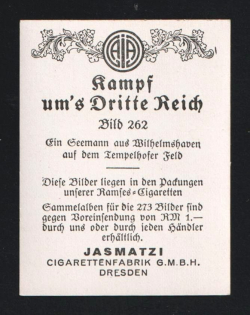 AJA
Kampf
um's Dritte Reich
Bild 262
Ein Seemann aus Wilhelmshaven
auf dem Tempelhofer Feld
Diese Bilder liegen in den Packungen
unserer Ramses-Cigaretten
Sammelalben für die 273 Bilder sind
gegen Voreinsendung von RM 1.—
durch uns oder durch jeden Händler
erhältlich.
JASMATZI
CIGARETTENFABRIK G.M.B.H.
DRESDEN